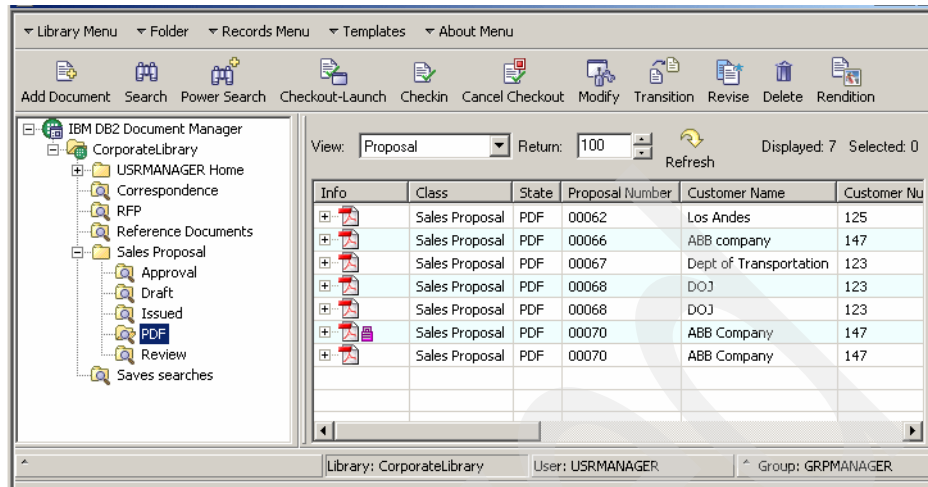 Library Menu Folder Records Menu Templates About Menu
Add Document Search Power Search Checkout-Launch Checkin Cancel Checkout Modify Transition Revise Delete Rendition
IBM DB2 Document Manager
CorporateLibrary
USRMANAGER Home
Correspondence
RFP
Reference Documents
Sales Proposal
Approval
Draft
Issued
PDF
Review
Saves searches
View: Proposal Return: 100 Refresh Displayed: 7 Selected: 0
Info Class State Proposal Number Customer Name Customer Nu
Sales Proposal PDF 00062 Los Andes 125
Sales Proposal PDF 00066 ABB company 147
Sales Proposal PDF 00067 Dept of Transportation 123
Sales Proposal PDF 00068 DOJ 123
Sales Proposal PDF 00068 DOJ 123
Sales Proposal PDF 00070 ABB Company 147
Sales Proposal PDF 00070 ABB Company 147
Library: CorporateLibrary User: USRMANAGER Group: GRPMANAGER